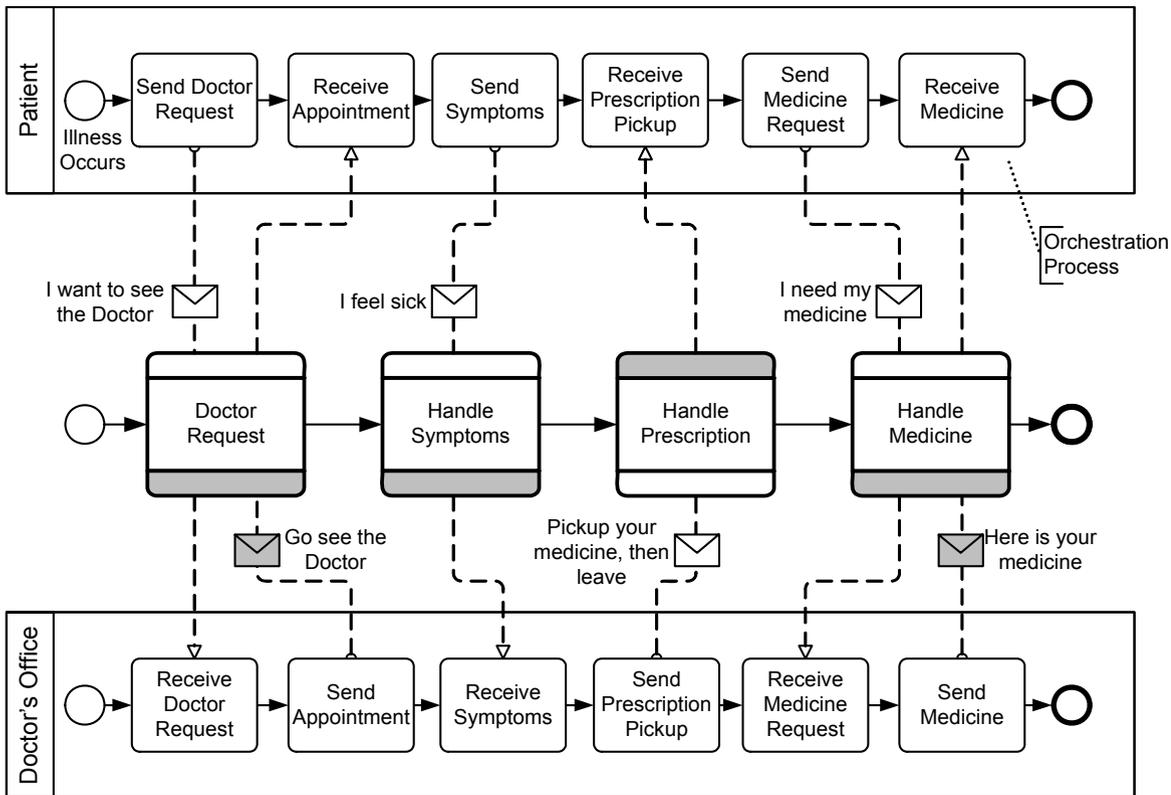 Patient
Send Doctor
Request
Receive
Appointment
Send
Symptoms
Receive
Prescription
Pickup
Send
Medicine
Request
Receive
Medicine
Illness
Occurs
Orchestration
Process
I want to see
the Doctor
I feel sick
I need my
medicine
Doctor
Request
Handle
Symptoms
Handle
Prescription
Handle
Medicine
Go see the
Doctor
Pickup your
medicine, then
leave
Here is your
medicine
Doctor's Office
Receive
Doctor
Request
Send
Appointment
Receive
Symptoms
Send
Prescription
Pickup
Receive
Medicine
Request
Send
Medicine